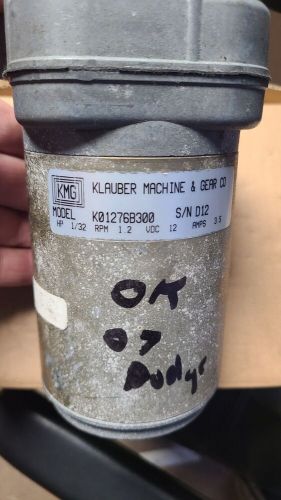 KMG
KLAUBER MACHINE & GEAR CO
MODEL K01276B300 S/N D12
HP 1/32 RPM 1.2 VDC 12 AMPS 3.5
OK
07
Dodge